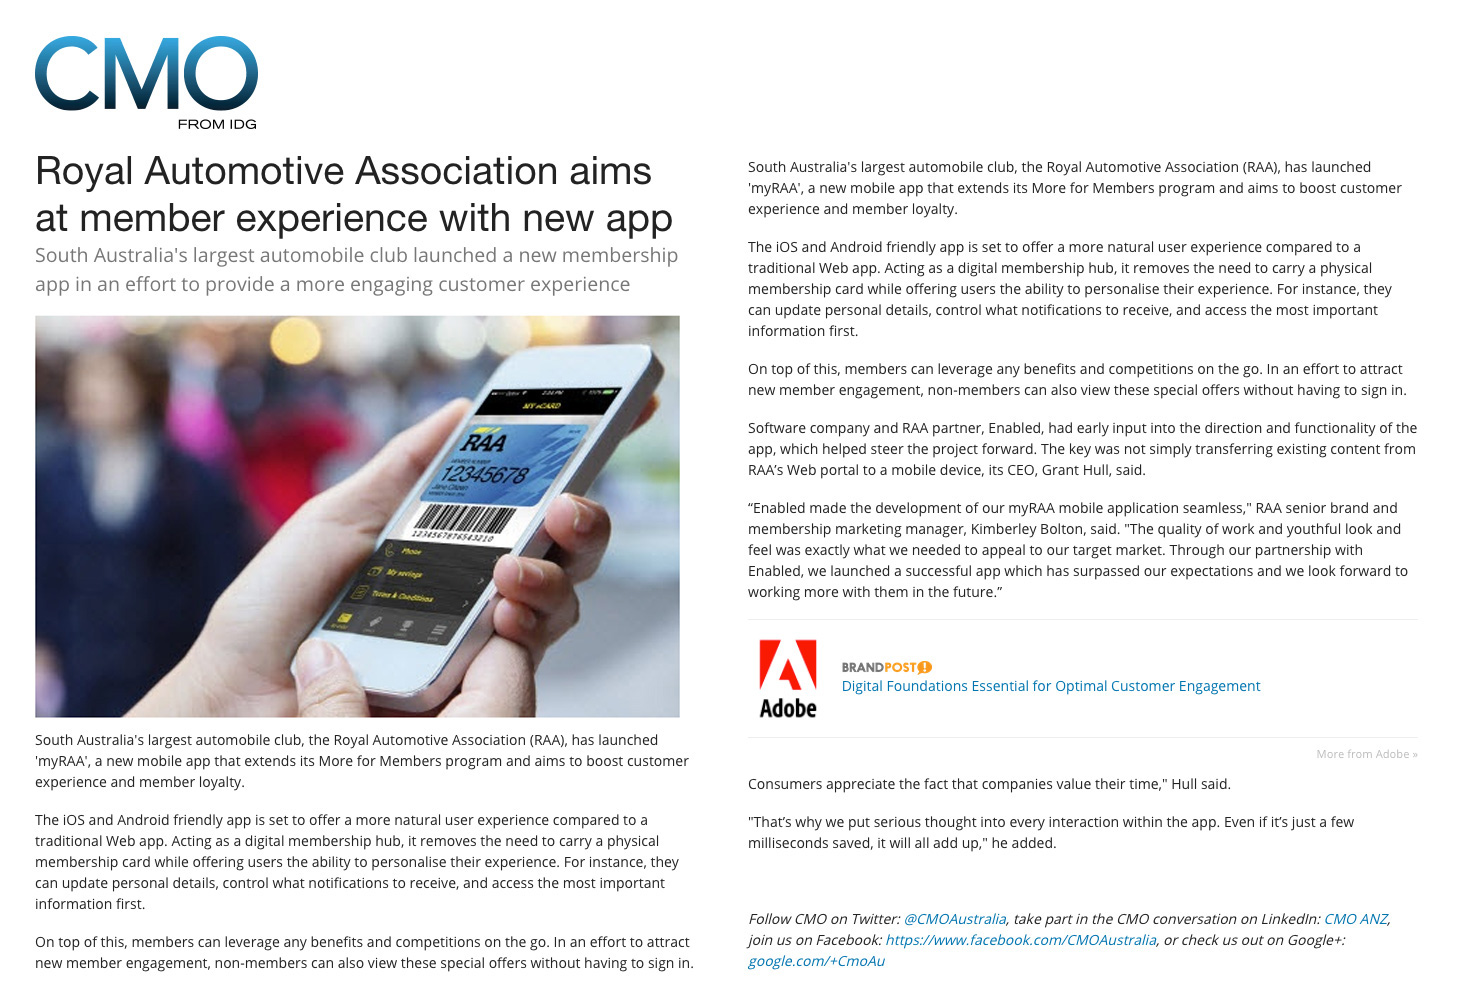 CMO
FROM IDG
Royal Automotive Association aims
at member experience with new app
South Australia's largest automobile club launched a new membership
app in an effort to provide a more engaging customer experience
2:24 PM
MY eCARD
RAA
MEMBER NUMBER
12345678
Jane Citizen
Phone
My savings
Terms & Conditions
South Australia's largest automobile club, the Royal Automotive Association (RAA), has launched
'myRAA', a new mobile app that extends its More for Members program and aims to boost customer
experience and member loyalty.
The iOS and Android friendly app is set to offer a more natural user experience compared to a
traditional Web app. Acting as a digital membership hub, it removes the need to carry a physical
membership card while offering users the ability to personalise their experience. For instance, they
can update personal details, control what notifications to receive, and access the most important
information first.
On top of this, members can leverage any benefits and competitions on the go. In an effort to attract
new member engagement, non-members can also view these special offers without having to sign in.
South Australia's largest automobile club, the Royal Automotive Association (RAA), has launched
'myRAA', a new mobile app that extends its More for Members program and aims to boost customer
experience and member loyalty.
The iOS and Android friendly app is set to offer a more natural user experience compared to a
traditional Web app. Acting as a digital membership hub, it removes the need to carry a physical
membership card while offering users the ability to personalise their experience. For instance, they
can update personal details, control what notifications to receive, and access the most important
information first.
On top of this, members can leverage any benefits and competitions on the go. In an effort to attract
new member engagement, non-members can also view these special offers without having to sign in.
Software company and RAA partner, Enabled, had early input into the direction and functionality of the
app, which helped steer the project forward. The key was not simply transferring existing content from
RAA’s Web portal to a mobile device, its CEO, Grant Hull, said.
“Enabled made the development of our myRAA mobile application seamless," RAA senior brand and
membership marketing manager, Kimberley Bolton, said. "The quality of work and youthful look and
feel was exactly what we needed to appeal to our target market. Through our partnership with
Enabled, we launched a successful app which has surpassed our expectations and we look forward to
working more with them in the future.”
Adobe
BRANDPOST
Digital Foundations Essential for Optimal Customer Engagement
More from Adobe »
Consumers appreciate the fact that companies value their time," Hull said.
"That’s why we put serious thought into every interaction within the app. Even if it’s just a few
milliseconds saved, it will all add up," he added.
Follow CMO on Twitter: @CMOAustralia, take part in the CMO conversation on LinkedIn: CMO ANZ,
join us on Facebook: https://www.facebook.com/CMOAustralia, or check us out on Google+:
google.com/+CmoAu